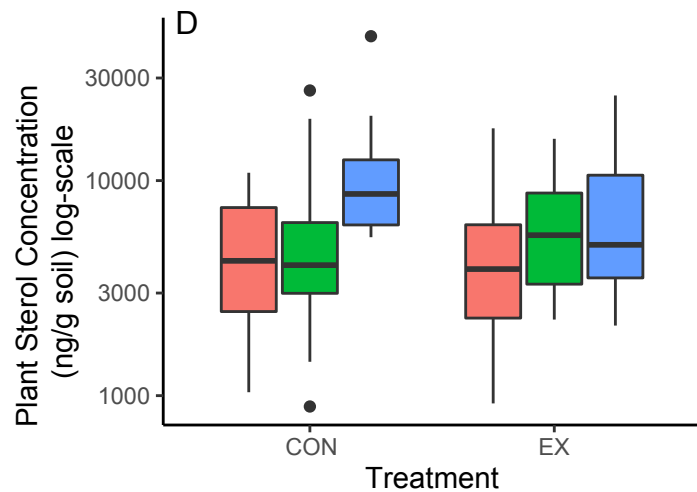 D
Plant Sterol Concentration
(ng/g soil) log-scale
30000
10000
3000
1000
CON
EX
Treatment